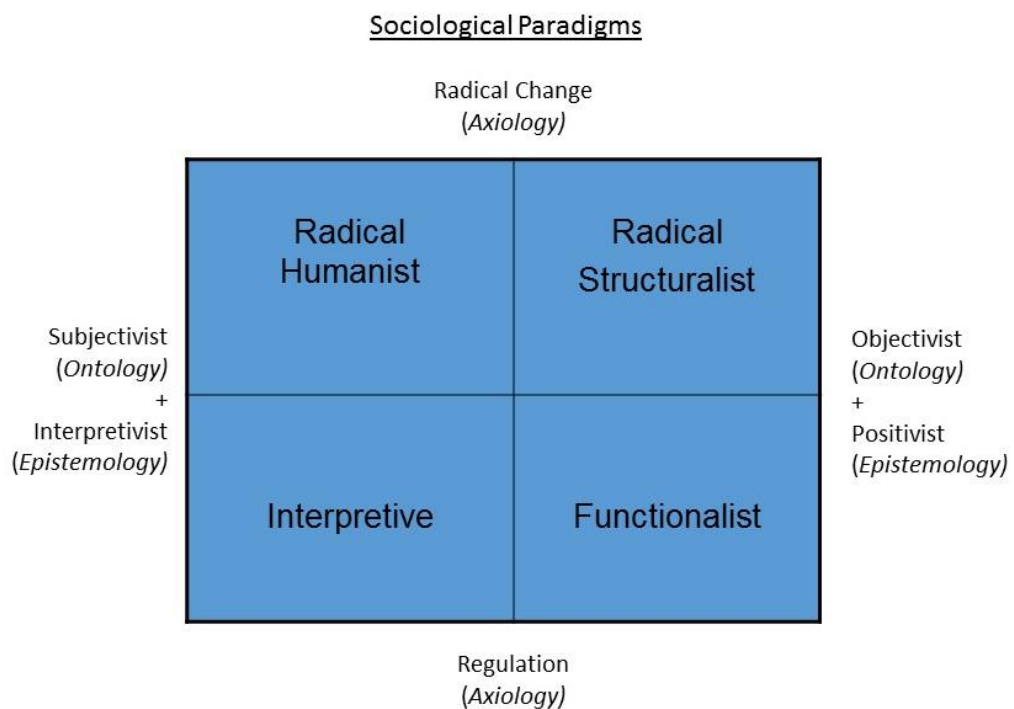 Sociological Paradigms
Radical Change
(Axiology)
Radical
Humanist
Radical
Structuralist
Subjectivist
(Ontology)
+
Interpretivist
(Epistemology)
Objectivist
(Ontology)
+
Positivist
(Epistemology)
Interpretive
Functionalist
Regulation
(Axiology)